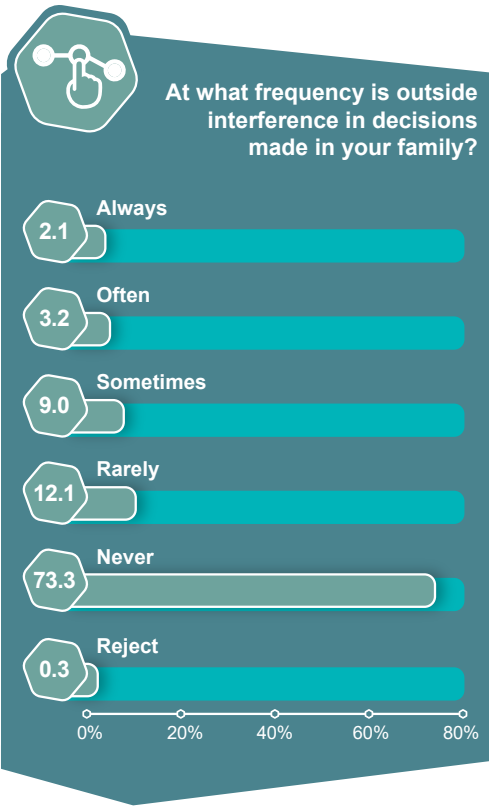 At what frequency is outside
interference in decisions
made in your family?
Always
2.1
Often
3.2
Sometimes
9.0
Rarely
12.1
Never
73.3
Reject
0.3
0% 20% 40% 60% 80%